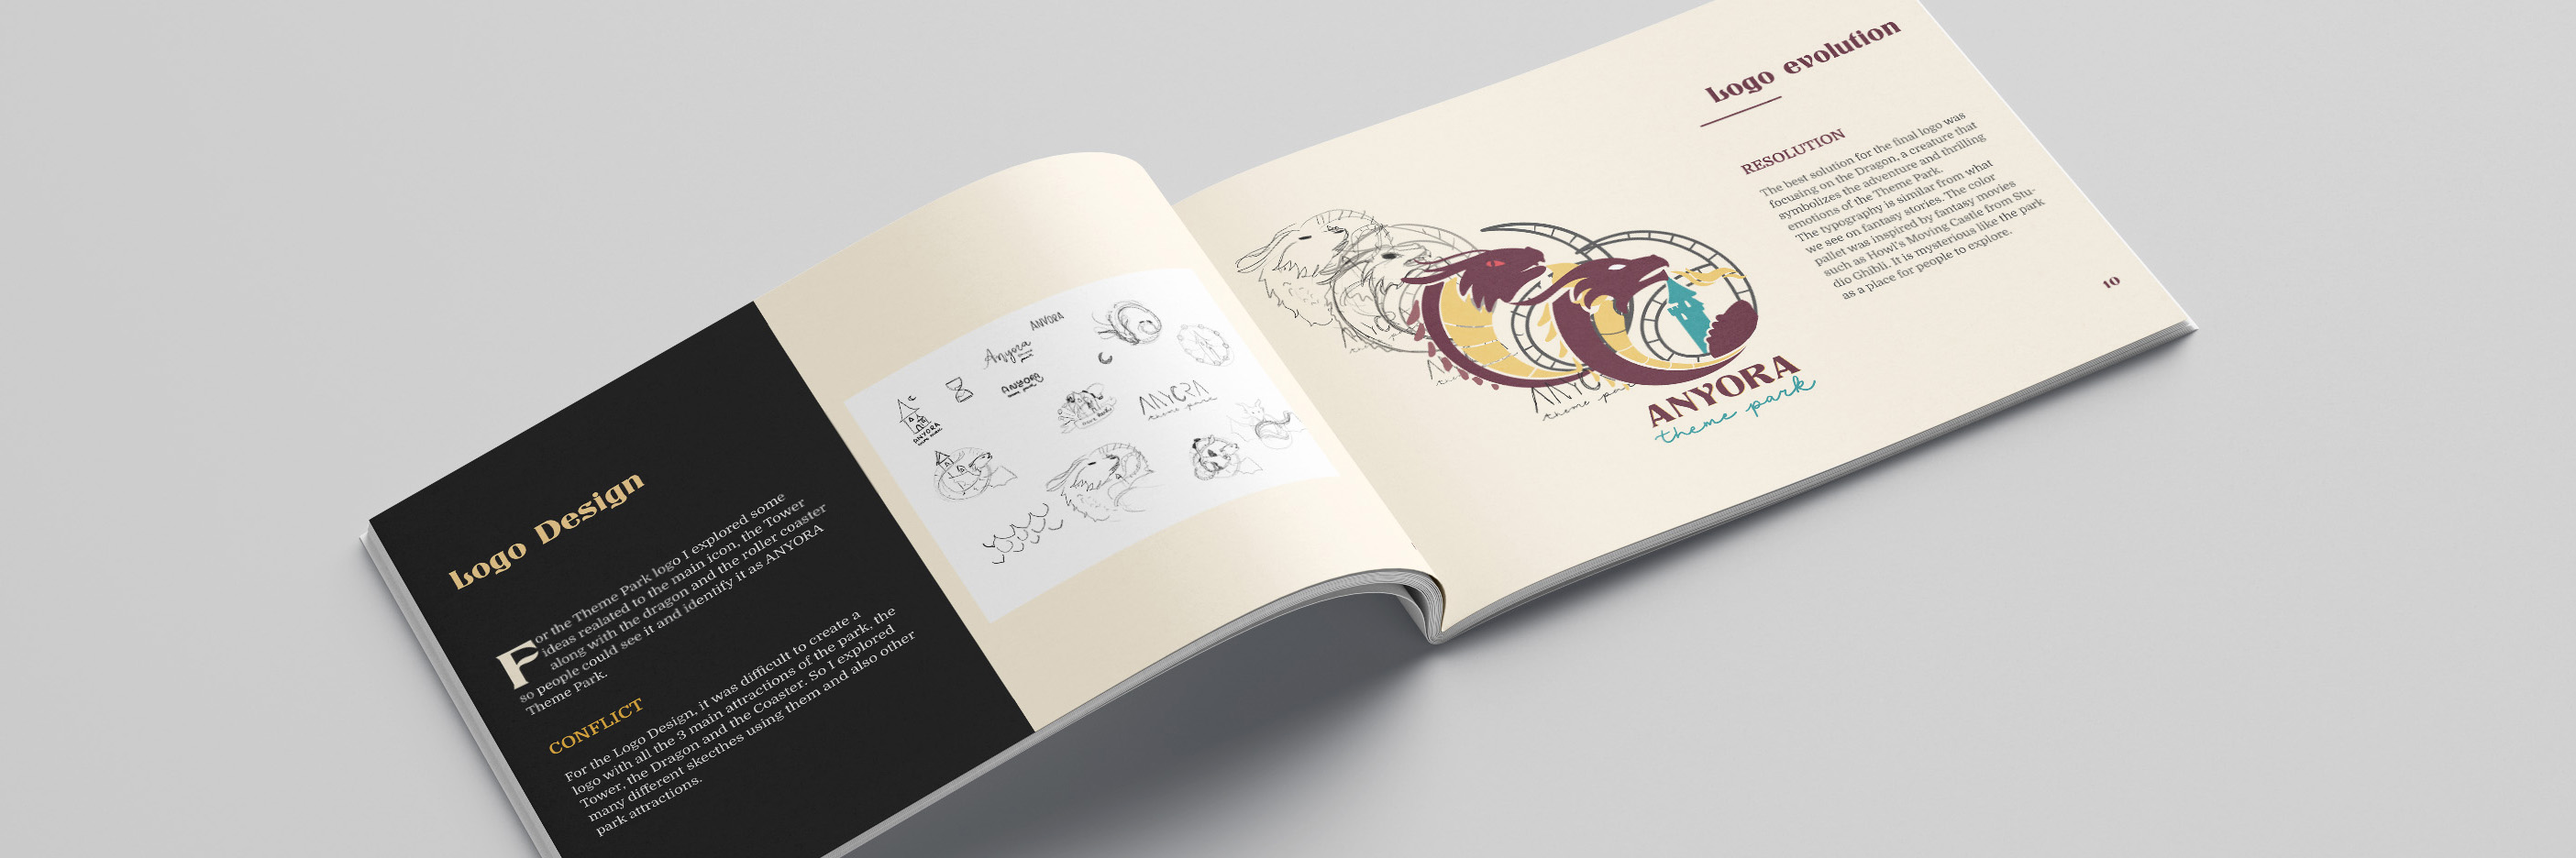 Logo Design
For the Theme Park logo I explored some
ideas realated to the main icon, the Tower
along with the dragon and the roller coaster
so people could see it and identify it as ANYORA
Theme Park.
CONFLICT
For the Logo Design, it was difficult to create a
logo with all the 3 main attractions of the park, the
Tower, the Dragon and the Coaster. So I explored
many different skecthes using them and also other
park attractions.
ANYORA
Anyora
ANYORA
ANYORA
ANYORA
theme park
Logo evolution
RESOLUTION
The best solution for the final logo was
focusing on the Dragon, a creature that
symbolizes the adventure and thrilling
emotions of the Theme Park.
The typography is similar from what
we see on fantasy stories. The color
pallet was inspired by fantasy movies
such as Howl's Moving Castle from Stu-
dio Ghibli. It is mysterious like the park
as a place for people to explore.
ANYORA
theme park
10